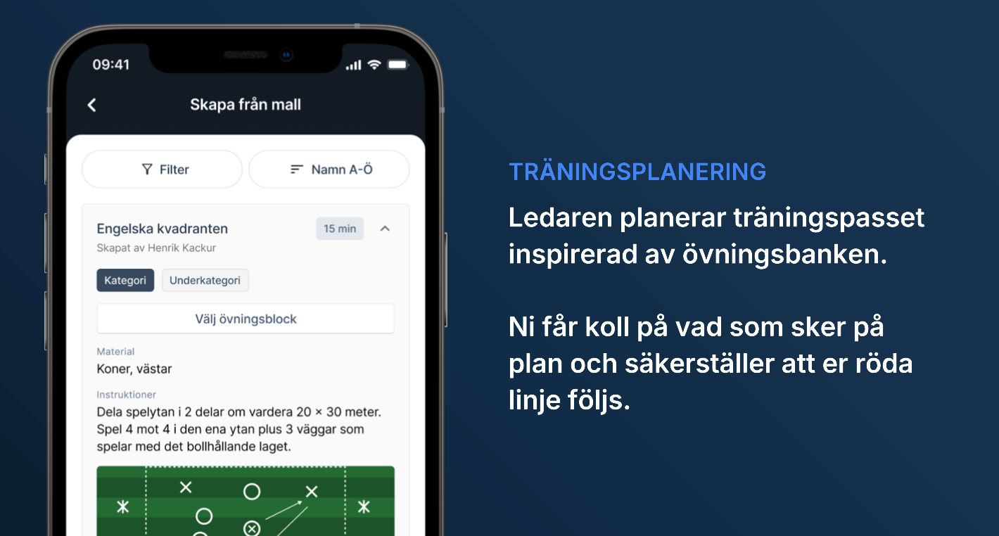 09:41
Skapa från mall
Filter
Namn A-Ö
Engelska kvadranten
15 min
Skapat av Henrik Kackur
Kategori
Underkategori
Välj övningsblock
Material
Koner, västar
Instruktioner
Dela spelytan i 2 delar om vardera 20 × 30 meter.
Spel 4 mot 4 i den ena ytan plus 3 väggar som
spelar med det bollhållande laget.
TRÄNINGSPLANERING
Ledaren planerar träningspasset
inspirerad av övningsbanken.
Ni får koll på vad som sker på
plan och säkerställer att er röda
linje följs.